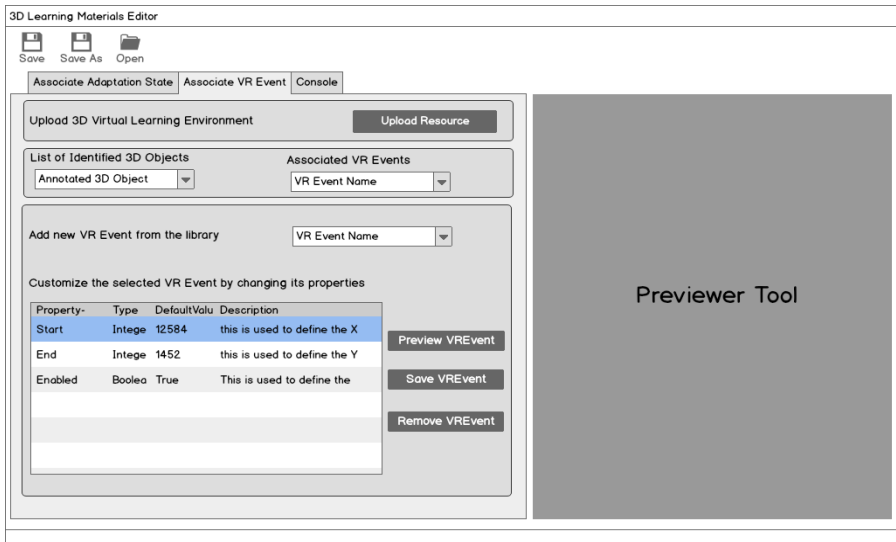 3D Learning Materials Editor
Save Save As Open
Associate Adaptation State Associate VR Event Console
Upload 3D Virtual Learning Environment Upload Resource
List of Identified 3D Objects Associated VR Events
Annotated 3D Object VR Event Name
Add new VR Event from the library VR Event Name
Customize the selected VR Event by changing its properties
Property- Type DefaultValu Description
Start Intege 12584 this is used to define the X
End Intege 1452 this is used to define the Y
Enabled Boolea True This is used to define the
Preview VREvent
Save VREvent
Remove VREvent
Previewer Tool